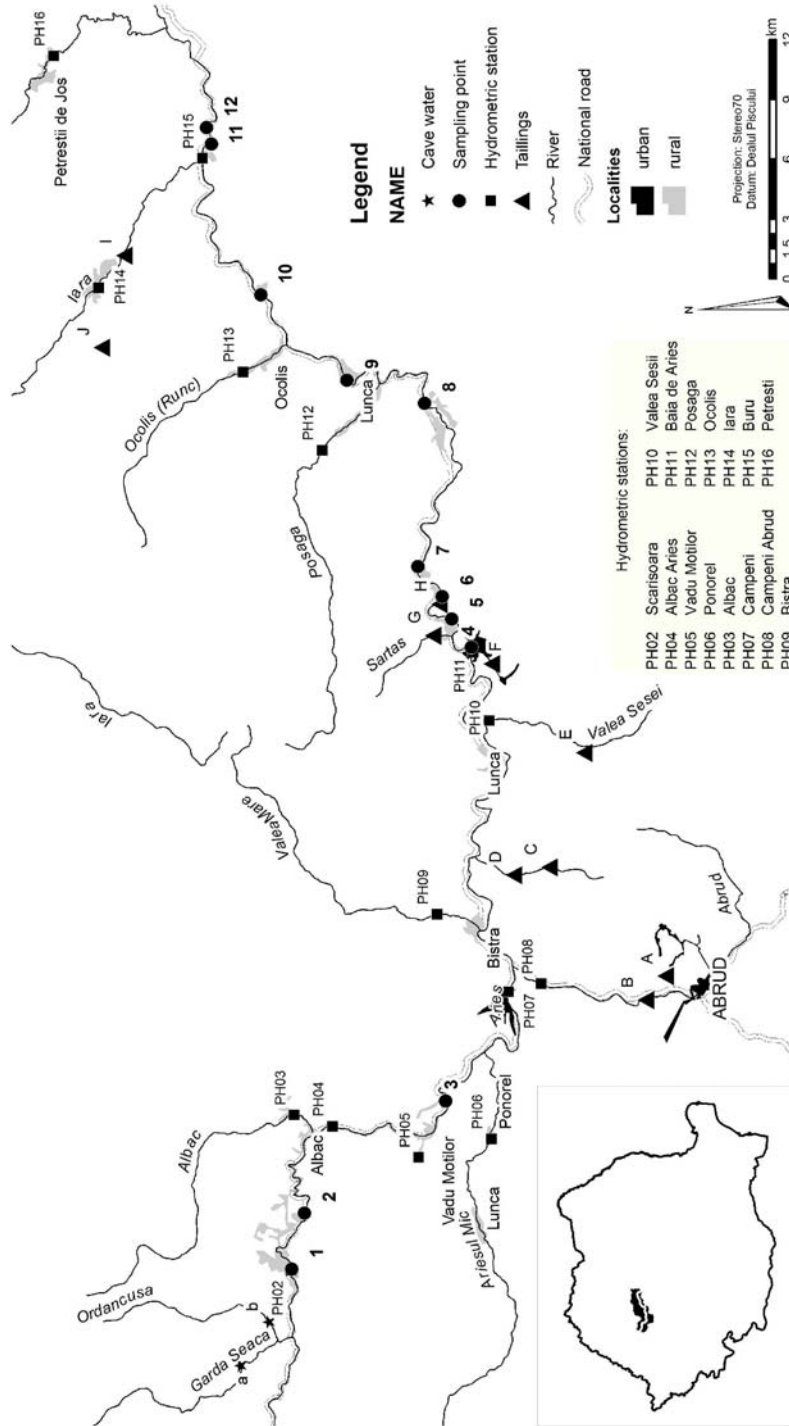 PH16
Petrestii de Jos
12
11
PH15
I
Iara
PH14
J
10
PH13
Ocolis
Ocolis (Runc)
9
Lunca
PH12
8
Posaga
7
H
6
G
5
Sartas
4
PH11
F
PH10
E
Valea Sesei
Lunca
Iara
ValeaMare
D
C
PH09
Bistra
Abrud
PH08
Aries
PH07
A
B
ABRUD
PH03
PH04
Albac
Albac
3
PH05
Vadu Motilor
PH06
Ponorel
Lunca
Ariesul Mic
2
1
PH02
Ordancusa
b
Garda Seaca
a
Legend
NAME
Cave water
Sampling point
Hydrometric station
Taillings
River
National road
Localities
urban
rural
Projection: Stereo70
Datum: Dealul Piscului
km
0 1,5 3 6 9 12
N
Hydrometric stations:
PH02 Scarisoara PH10 Valea Sesii
PH04 Albac Aries PH11 Baia de Aries
PH05 Vadu Motilor PH12 Posaga
PH06 Ponorel PH13 Ocolis
PH03 Albac PH14 Iara
PH07 Campeni PH15 Buru
PH08 Campeni Abrud PH16 Petresti
PH09 Bistra